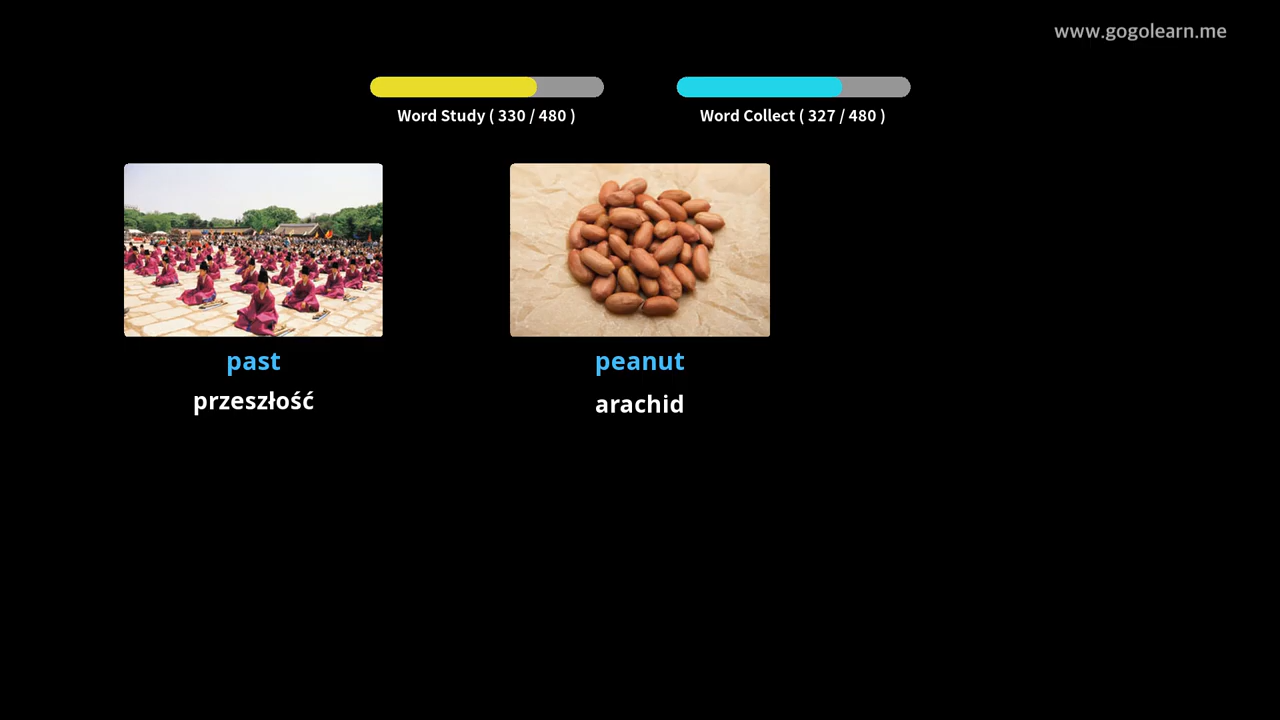 www.gogolearn.me
Word Study ( 330 / 480 )
Word Collect ( 327 / 480 )
past
przeszłość
peanut
arachid